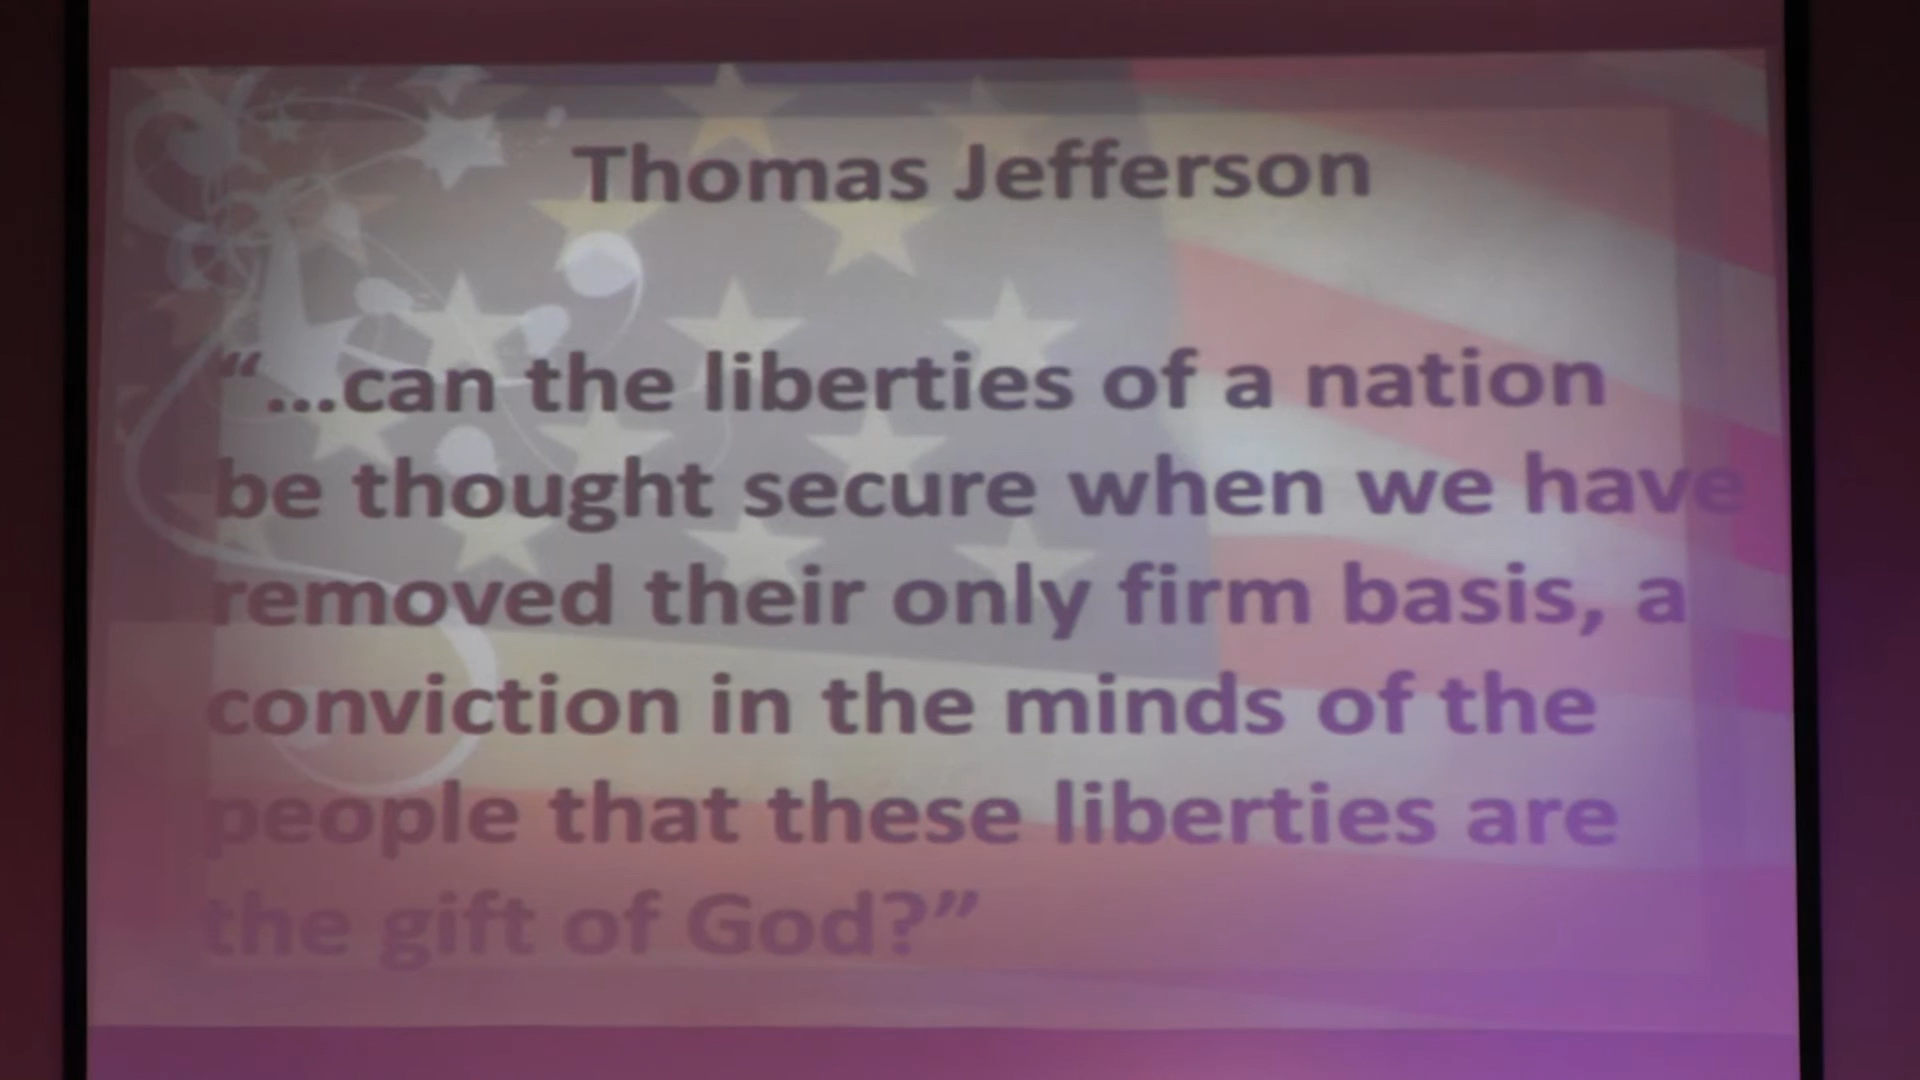 Thomas Jefferson
“...can the liberties of a nation
be thought secure when we have
removed their only firm basis, a
conviction in the minds of the
people that these liberties are
the gift of God?”